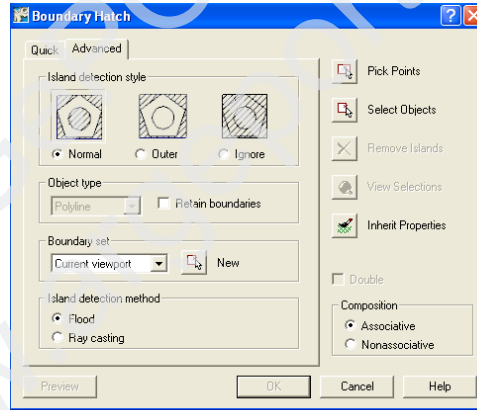 Boundary Hatch
Quick
Advanced
Island detection style
Normal
Outer
Ignore
Object type
Polyline
Retain boundaries
Boundary set
Current viewport
New
Island detection method
Flood
Ray casting
Pick Points
Select Objects
Remove Islands
View Selections
Inherit Properties
Double
Composition
Associative
Nonassociative
Preview
OK
Cancel
Help